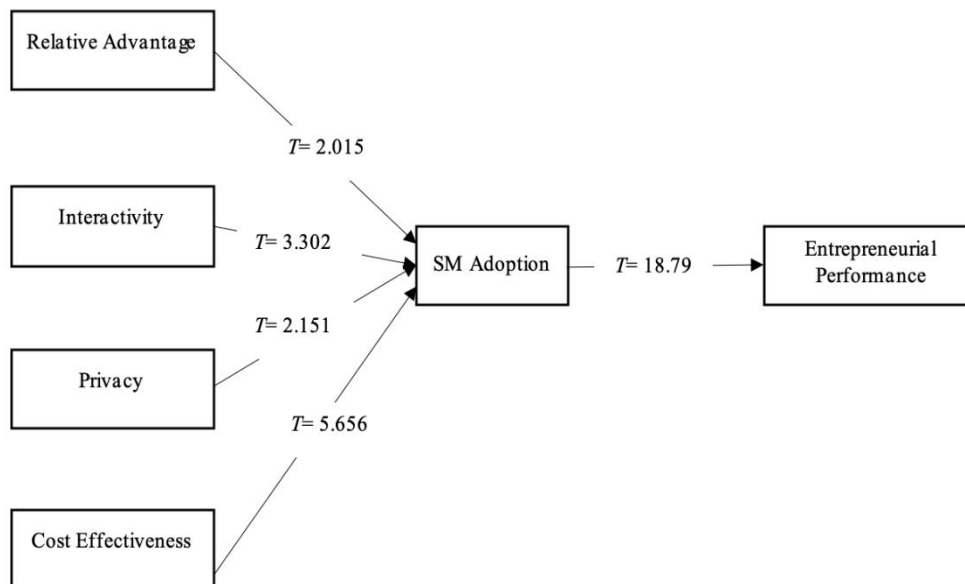 Relative Advantage
T= 2.015
Interactivity
T= 3.302
SM Adoption
T= 18.79
Entrepreneurial
Performance
T= 2.151
Privacy
T= 5.656
Cost Effectiveness